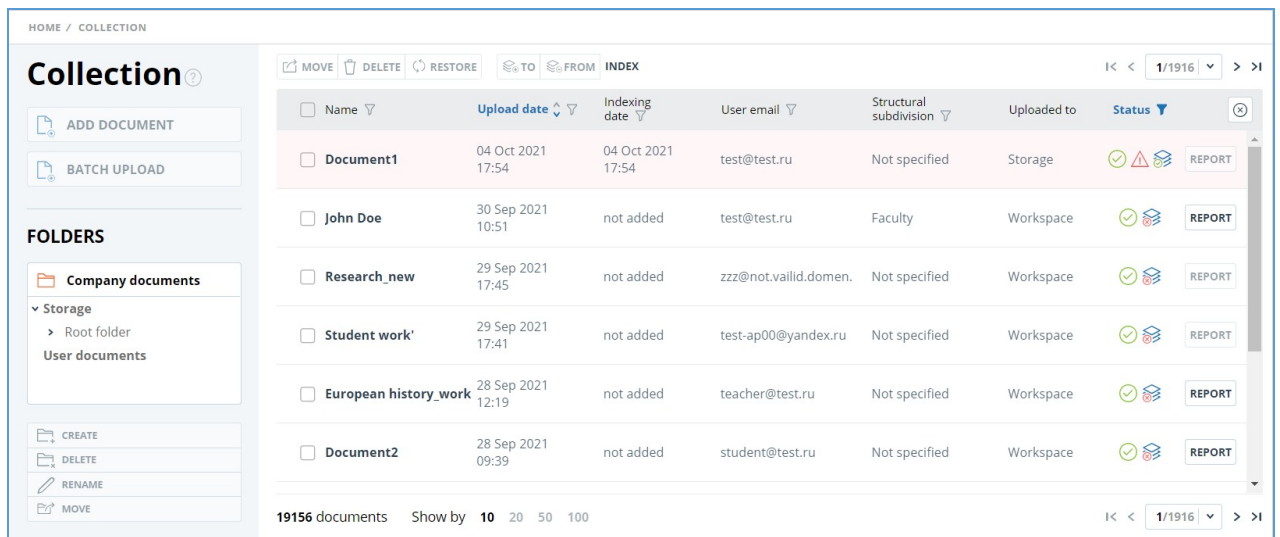 HOME / COLLECTION
Collection
?
ADD DOCUMENT
BATCH UPLOAD
FOLDERS
Company documents
Storage
Root folder
User documents
CREATE
DELETE
RENAME
MOVE
MOVE DELETE RESTORE TO FROM INDEX
1/1916
Name Upload date Indexing date User email Structural subdivision Uploaded to Status
Document1 04 Oct 2021 17:54 04 Oct 2021 17:54 test@test.ru Not specified Storage REPORT
John Doe 30 Sep 2021 10:51 not added test@test.ru Faculty Workspace REPORT
Research_new 29 Sep 2021 17:45 not added zzz@not.vailid.domen. Not specified Workspace REPORT
Student work' 29 Sep 2021 17:41 not added test-ap00@yandex.ru Not specified Workspace REPORT
European history_work 28 Sep 2021 12:19 not added teacher@test.ru Not specified Workspace REPORT
Document2 28 Sep 2021 09:39 not added student@test.ru Not specified Workspace REPORT
19156 documents Show by 10 20 50 100
1/1916